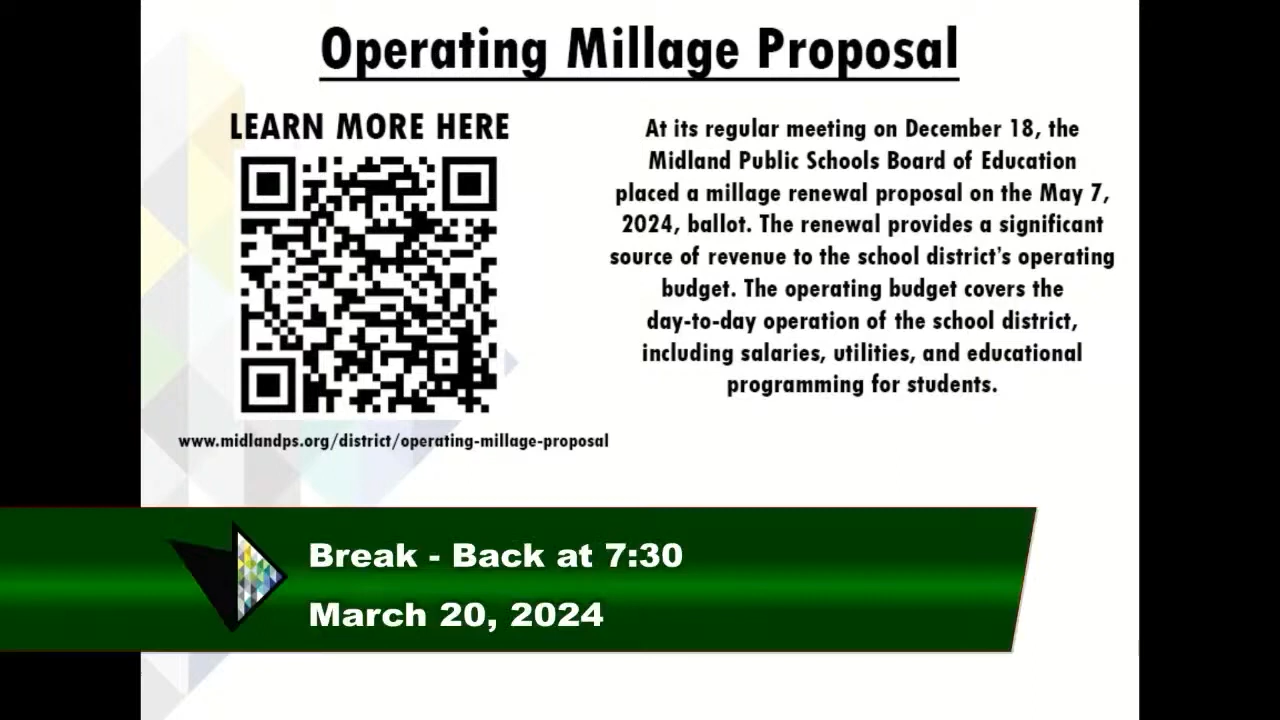 Operating Millage Proposal
LEARN MORE HERE
www.midlandps.org/district/operating-millage-proposal
At its regular meeting on December 18, the
Midland Public Schools Board of Education
placed a millage renewal proposal on the May 7,
2024, ballot. The renewal provides a significant
source of revenue to the school district's operating
budget. The operating budget covers the
day-to-day operation of the school district,
including salaries, utilities, and educational
programming for students.
Break - Back at 7:30
March 20, 2024